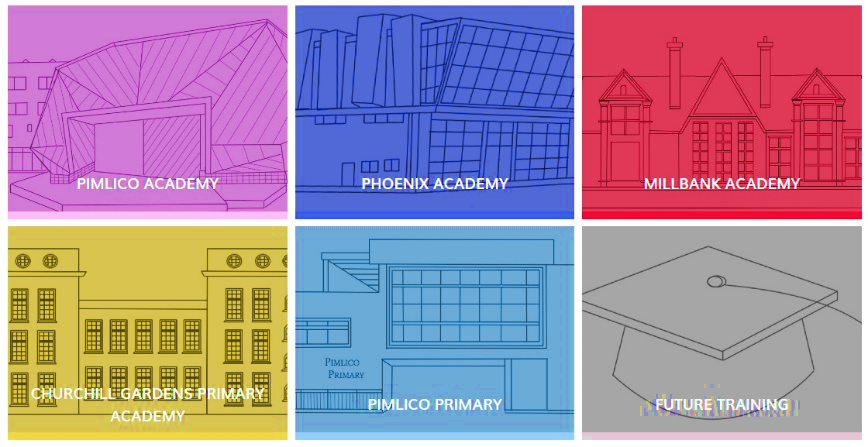 PIMLICO ACADEMY
PHOENIX ACADEMY
MILLBANK ACADEMY
CHURCHILL GARDENS PRIMARY
ACADEMY
PIMLICO
PRIMARY
PIMLICO PRIMARY
FUTURE TRAINING